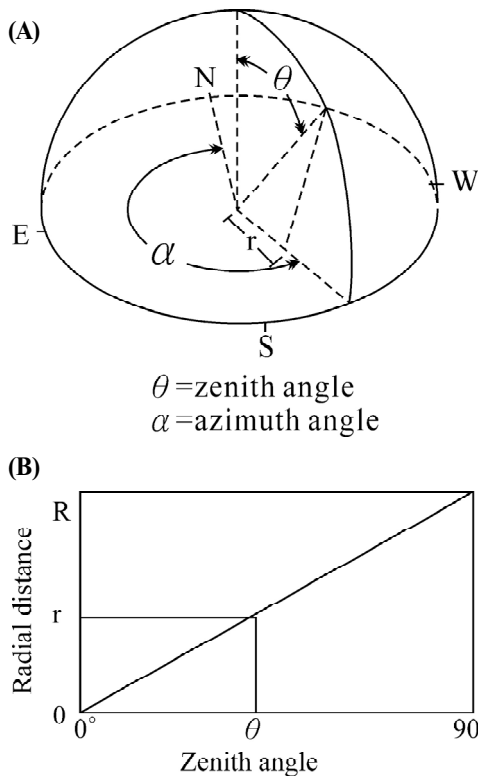 (A)
N
θ
W
E
r
α
S
θ=zenith angle
α=azimuth angle
(B)
R
r
0
Radial distance
0°
θ
90
Zenith angle